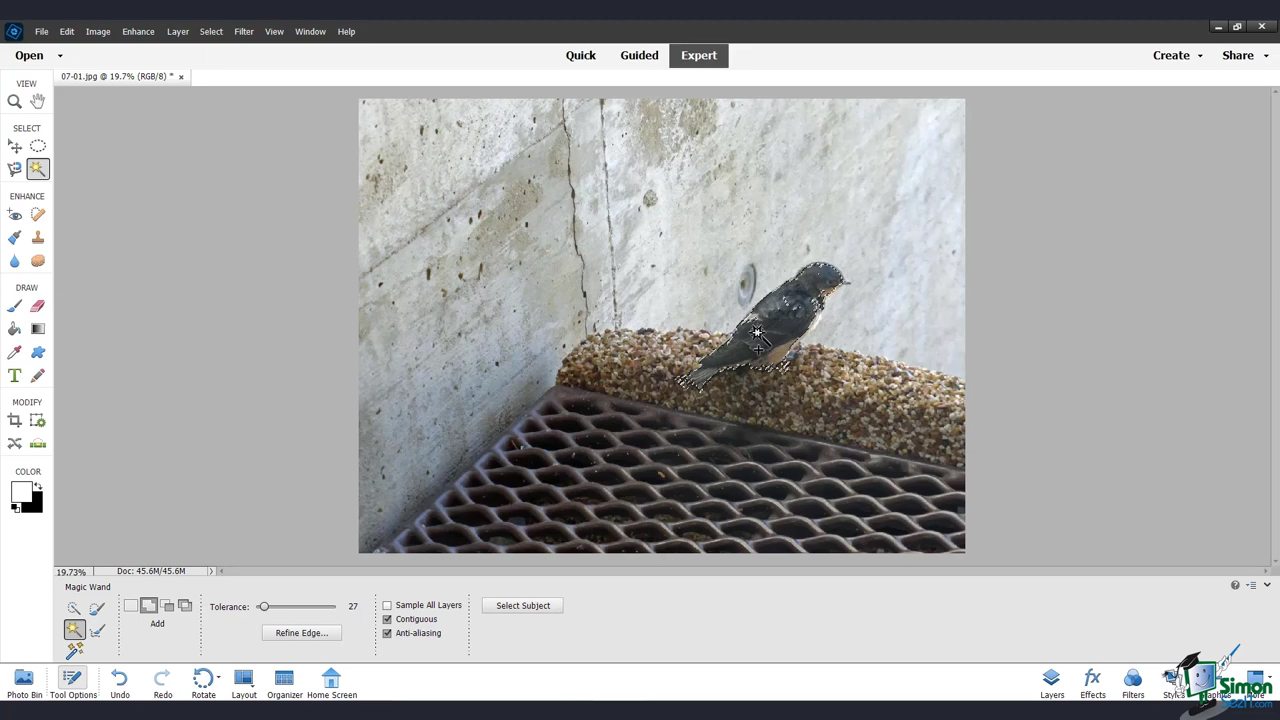 File Edit Image Enhance Layer Select Filter View Window Help
Open Quick Guided Expert Create Share
07-01.jpg @ 19.7% (RGB/8) * ×
VIEW
SELECT
ENHANCE
DRAW
MODIFY
COLOR
19.73% Doc: 45.6M/45.6M
Magic Wand
Tolerance: 27
Sample All Layers
Select Subject
Contiguous
Add
Refine Edge...
Anti-aliasing
Photo Bin Tool Options Undo Redo Rotate Layout Organizer Home Screen Layers Effects Filters
Simon